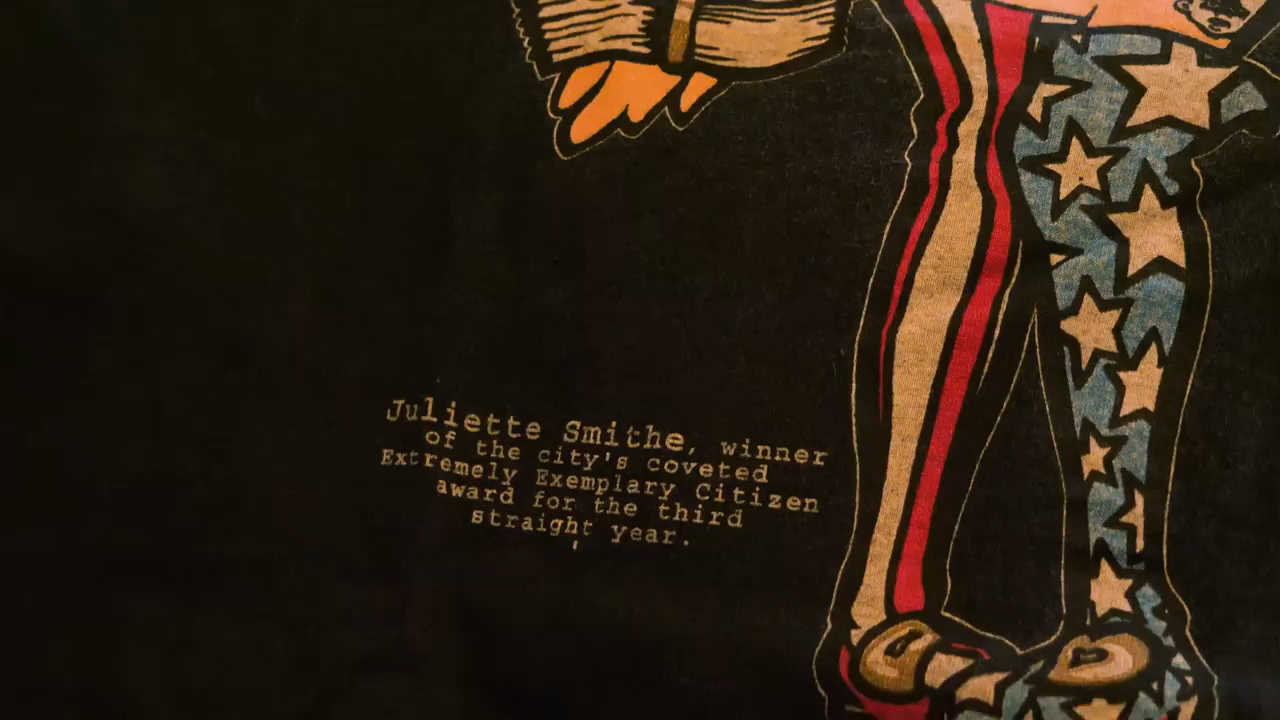 Juliette Smithe, winner
of the city's coveted
Extremely Exemplary Citizen
award for the third
straight year.